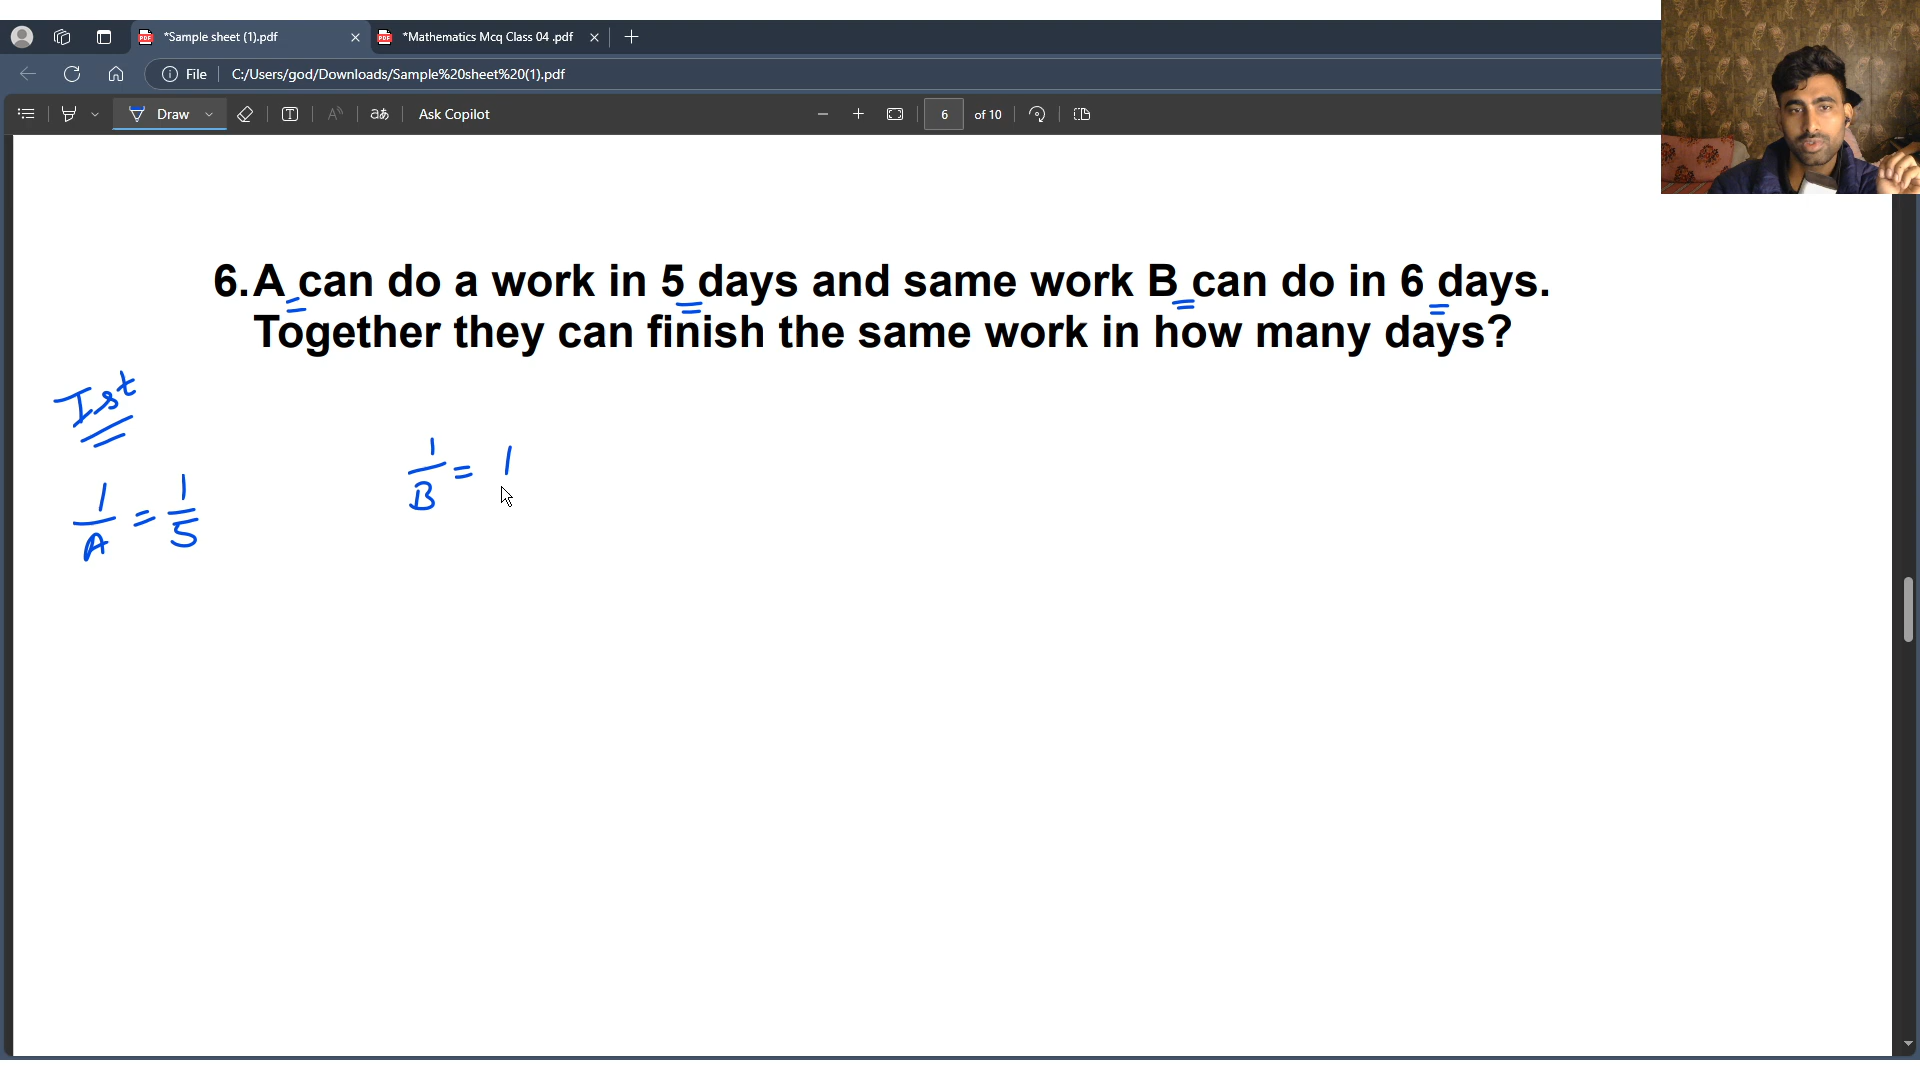 *Sample sheet (1).pdf
*Mathematics Mcq Class 04 .pdf
File C:/Users/god/Downloads/Sample%20sheet%20(1).pdf
Draw aあ Ask Copilot 6 of 10
6.A can do a work in 5 days and same work B can do in 6 days.
Together they can finish the same work in how many days?
Ist
1/B = 1
1/A = 1/5